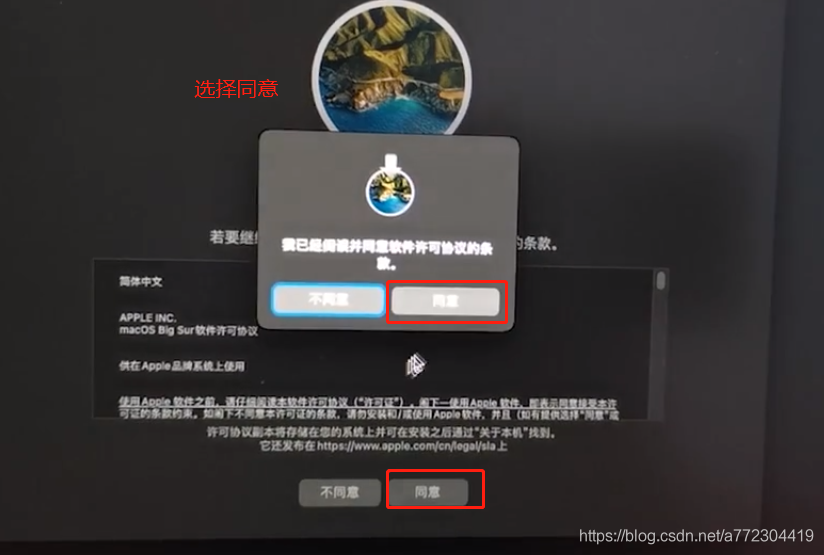 选择同意
我已经阅读并同意软件许可协议的条
款。
若要继
的条款。
不同意
同意
简体中文
APPLE INC.
macOS Big Sur软件许可协议
供在Apple品牌系统上使用
使用Apple 软件之前，请仔细阅读本软件许可协议（“许可证”）。阁下一使用Apple 软件，即表示同意接受本许
可证的条款约束。如阁下不同意本许可证的条款，请勿安装和/或使用Apple软件，并且（如有提供选择“同意”或
许可协议副本将存储在您的系统上并可在安装之后通过“关于本机”找到。
它还发布在https://www.apple.com/cn/legal/sla上
不同意
同意
https://blog.csdn.net/a772304419